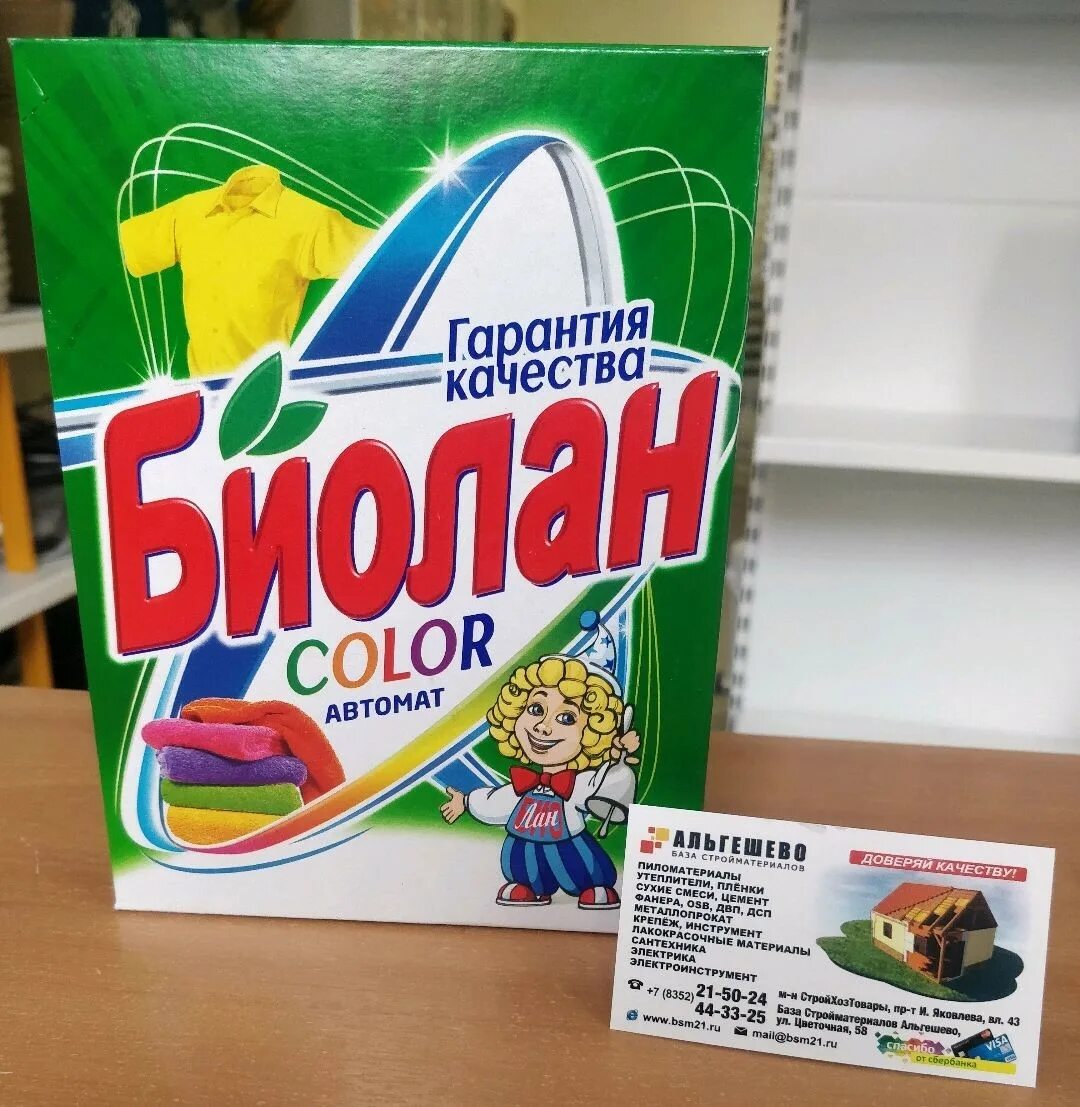 Гарантия
качества
Биолан
COLOR
АВТОМАТ
БИО
Лан
АЛЬГЕШЕВО
БАЗА СТРОЙМАТЕРИАЛОВ
ДОВЕРЯЙ КАЧЕСТВУ!
ПИЛОМАТЕРИАЛЫ
УТЕПЛИТЕЛИ, ПЛЁНКИ
СУХИЕ СМЕСИ, ЦЕМЕНТ
ФАНЕРА, OSB, ДВП, ДСП
МЕТАЛЛОПРОКАТ
КРЕПЁЖ, ИНСТРУМЕНТ
ЛАКОКРАСОЧНЫЕ МАТЕРИАЛЫ
САНТЕХНИКА
ЭЛЕКТРИКА
ЭЛЕКТРОИНСТРУМЕНТ
+7 (8352) 21-50-24
44-33-25
www.bsm21.ru mail@bsm21.ru
м-н СтройХозТовары, пр-т И. Яковлева, вл. 43
База Стройматериалов Альгешево,
ул. Цветочная, 58
спасибо
от сбербанка
VISA